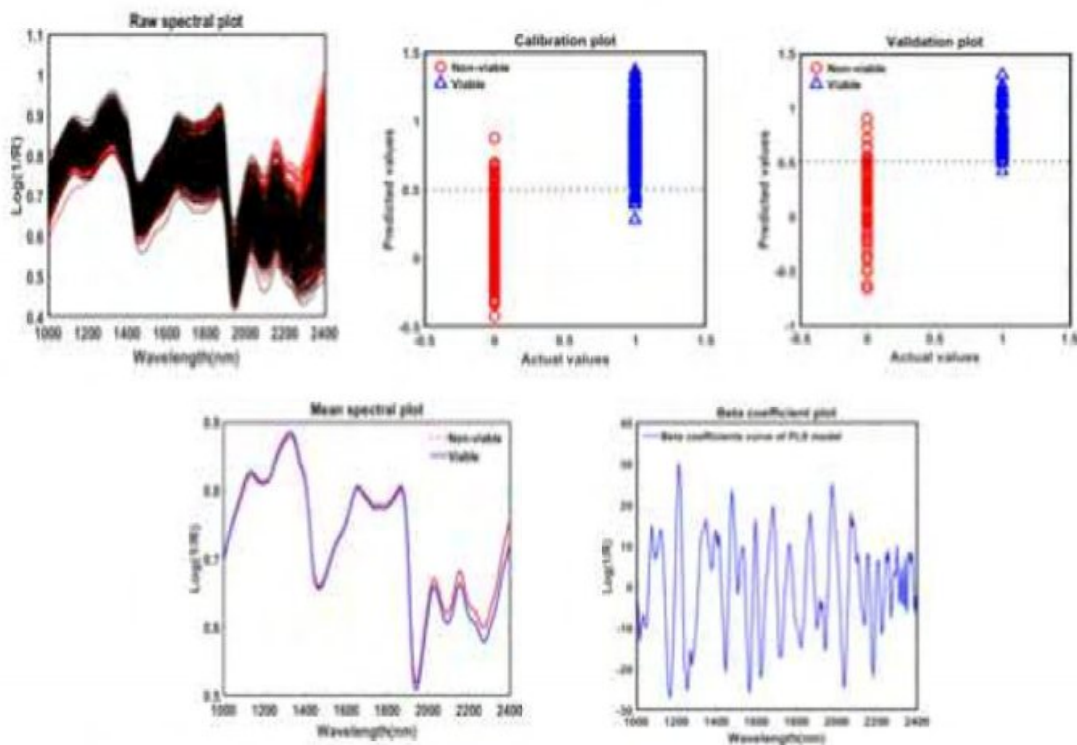 Raw spectral plot
1.1
1
0.9
0.8
0.7
0.6
0.5
0.4
Log(1/R)
1000 1200 1400 1600 1800 2000 2200 2400
Wavelength(nm)
Calibration plot
Non-viable
Viable
1.5
1
0.5
0
-0.5
Predicted values
-0.5 0 0.5 1 1.5
Actual values
Validation plot
Non-viable
Viable
1.5
1
0.5
0
-0.5
-1
Predicted values
-0.5 0 0.5 1 1.5
Actual values
Mean spectral plot
Non-viable
Viable
0.9
0.8
0.7
0.6
0.5
Log(1/R)
1000 1200 1400 1600 1800 2000 2200 2400
Wavelength(nm)
Beta coefficient plot
Beta coefficients curve of PLS model
20
10
0
-10
-20
-30
Log(1/R)
1000 1200 1400 1600 1800 2000 2200 2400
Wavelength(nm)